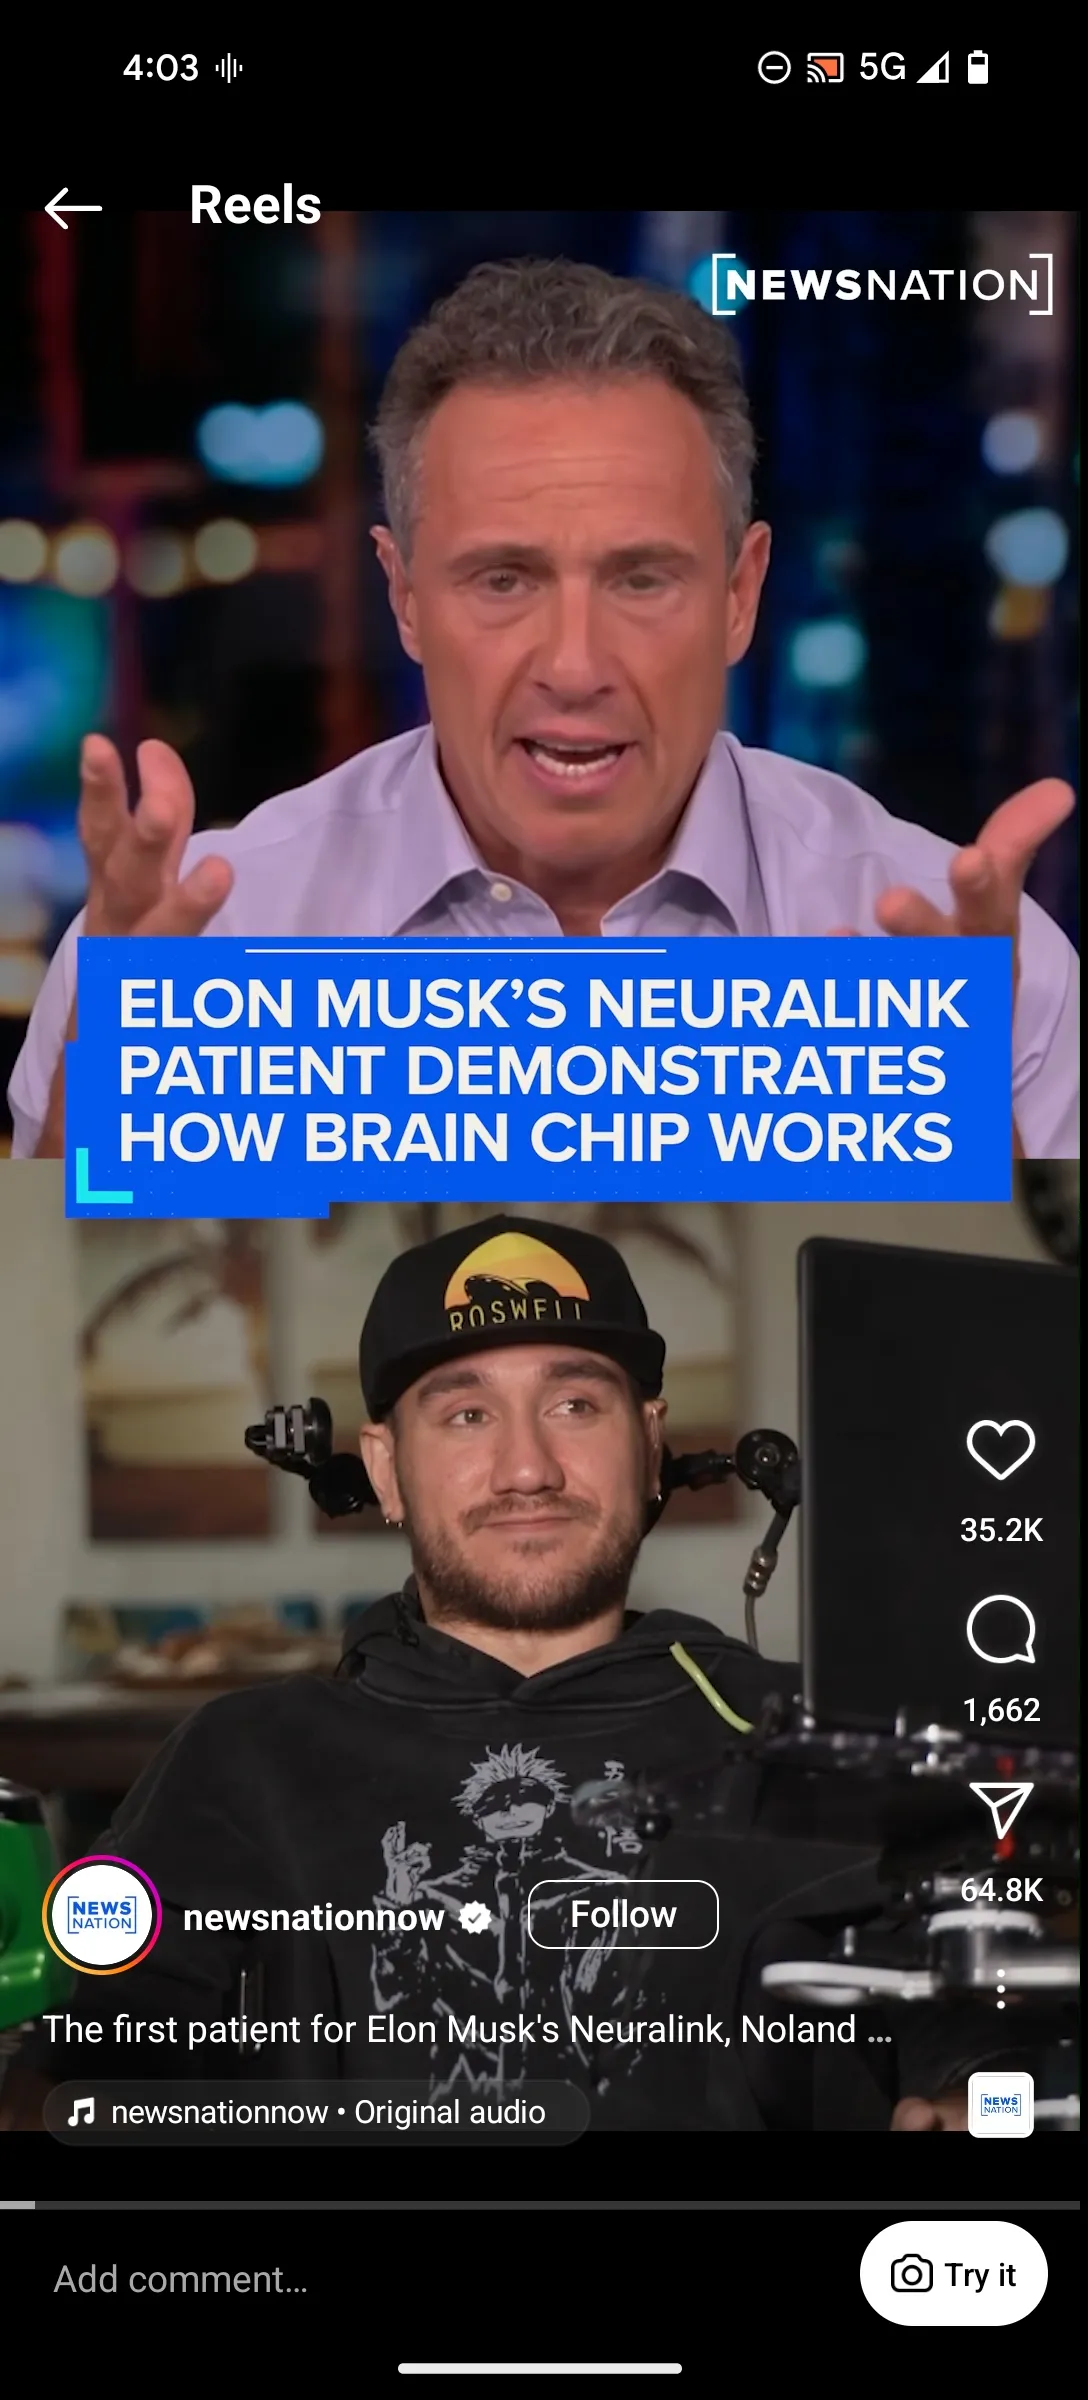 4:03
5G
Reels
[NEWSNATION]
ELON MUSK’S NEURALINK
PATIENT DEMONSTRATES
HOW BRAIN CHIP WORKS
ROSWELL
35.2K
1,662
五
悟
64.8K
NEWS
NATION
newsnationnow
Follow
The first patient for Elon Musk's Neuralink, Noland ...
newsnationnow • Original audio
NEWS
NATION
Add comment...
Try it